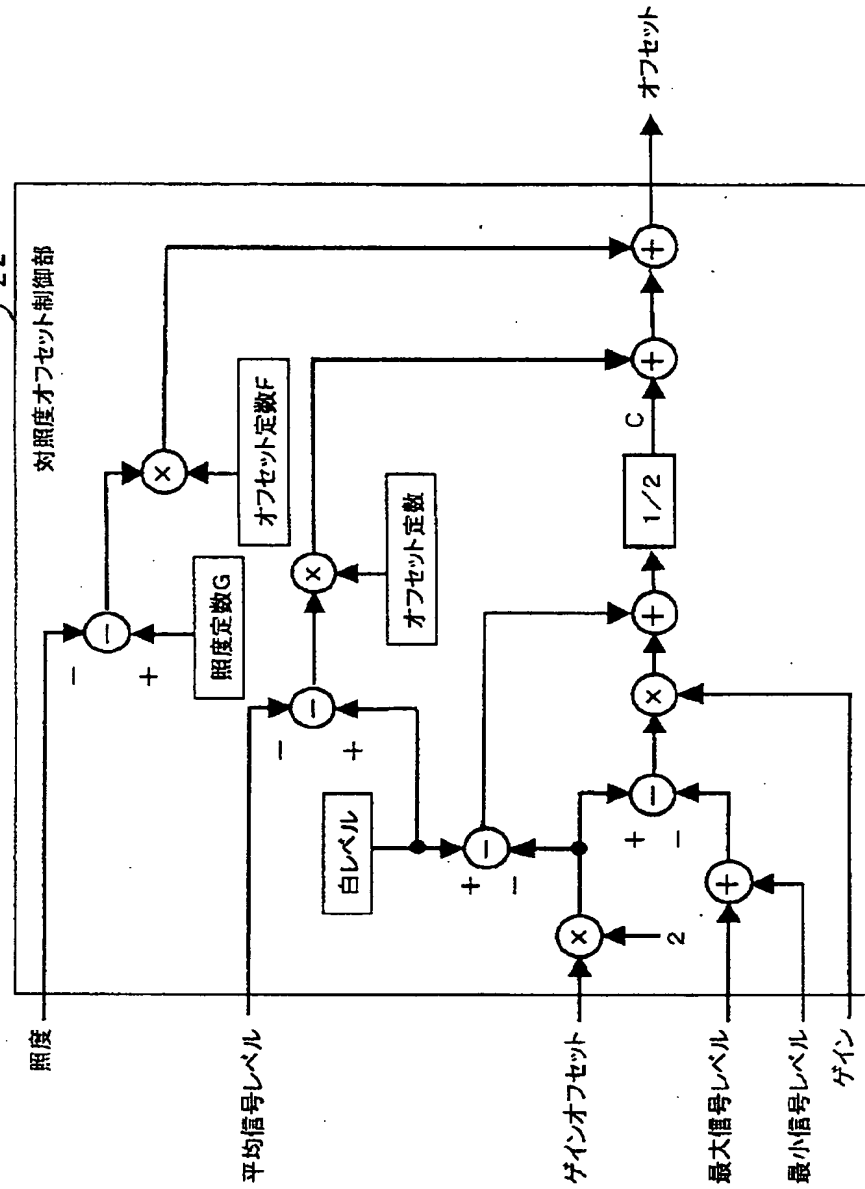 22
対照度オフセット制御部
照度
平均信号レベル
ゲインオフセット
最大信号レベル
最小信号レベル
ゲイン
−
−
+
照度定数G
×
オフセット定数F
−
−
+
×
オフセット定数
白レベル
−
+
−
×
2
−
+
−
+
×
+
1/2
C
+
+
オフセット